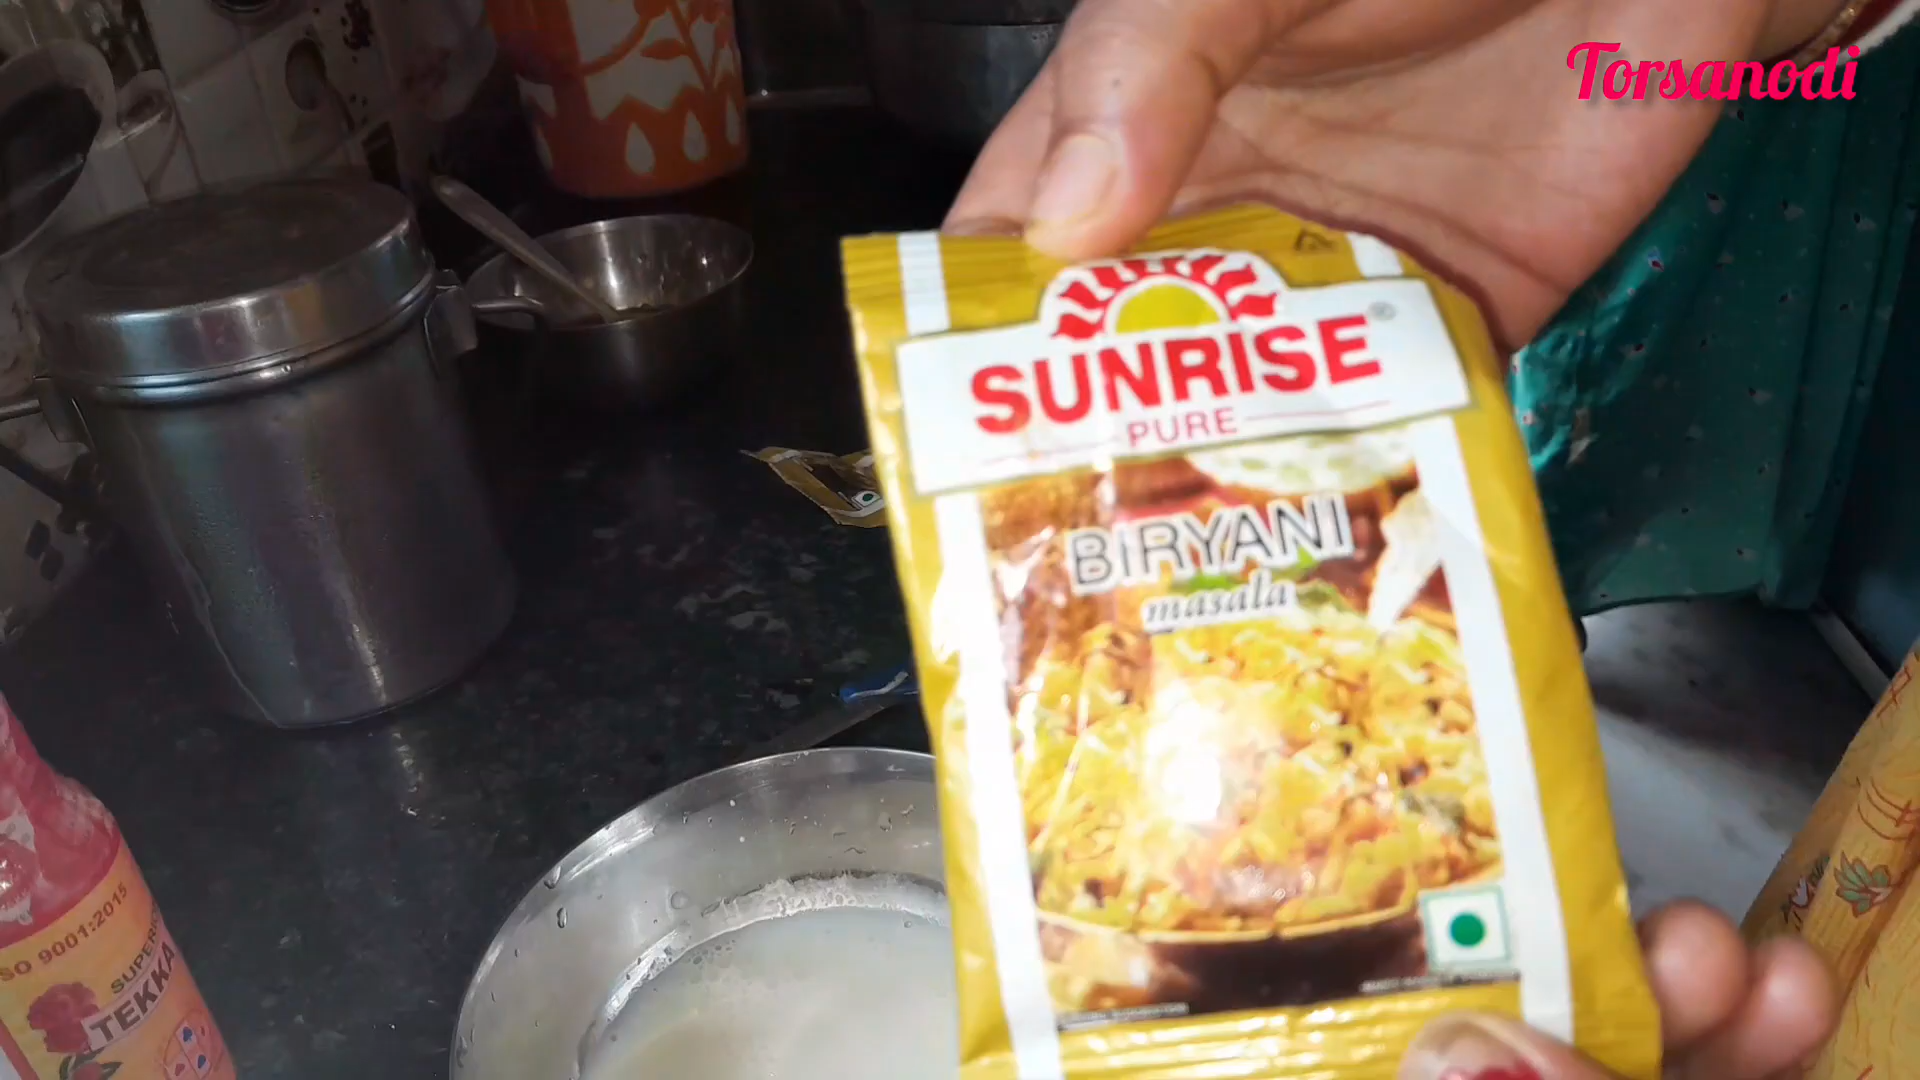 Torsanodi
SUNRISE®
PURE
BIRYANI
masala
SO 9001:2015
SUPER
TEKKA